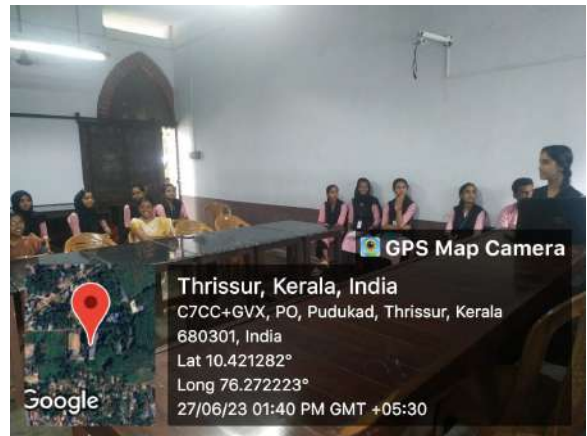 GPS Map Camera
Thrissur, Kerala, India
C7CC+GVX, PO, Pudukad, Thrissur, Kerala
680301, India
Lat 10.421282°
Long 76.272223°
27/06/23 01:40 PM GMT +05:30
Google